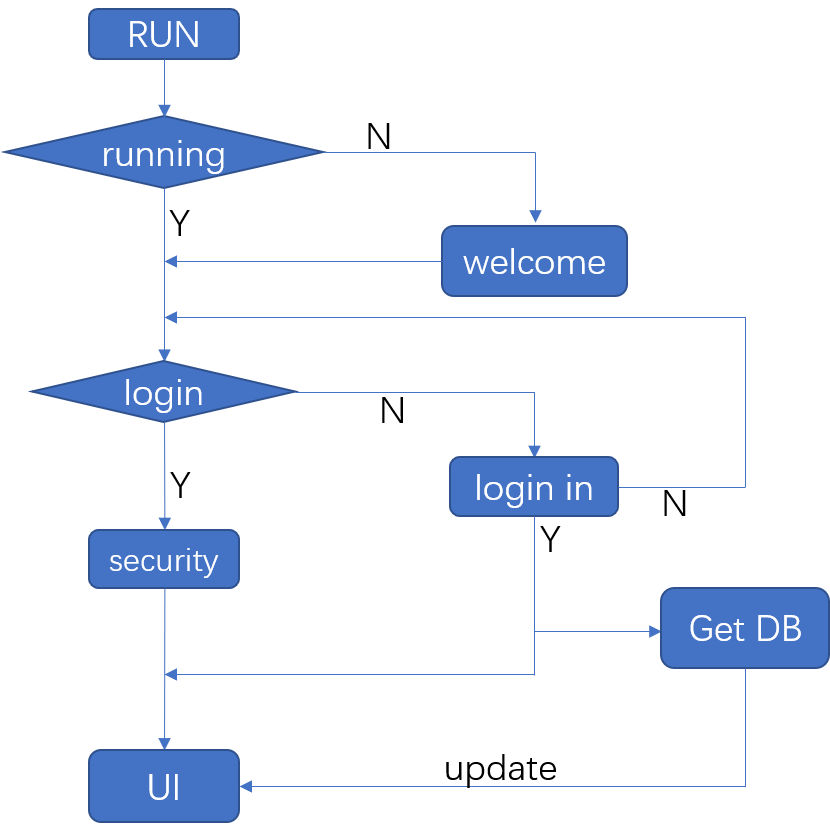 RUN
N
running
Y
welcome
login
N
Y
login in
N
Y
security
Get DB
update
UI